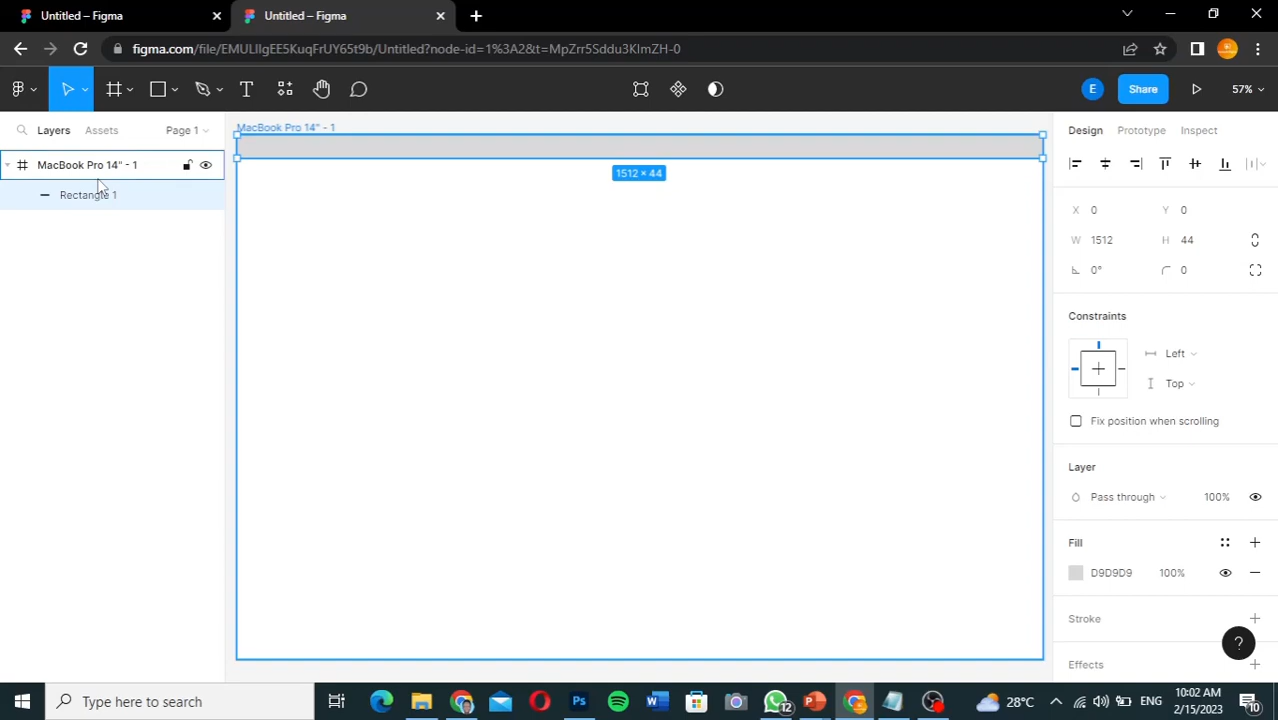 Untitled – Figma
Untitled – Figma
figma.com/file/EMULIlgEE5KuqFrUY65t9b/Untitled?node-id=1%3A2&t=MpZrr5Sddu3KlmZH-0
E
Share
57%
Layers
Assets
Page 1
MacBook Pro 14" - 1
Rectangle 1
MacBook Pro 14" - 1
1512 × 44
Design
Prototype
Inspect
X 0
Y 0
W 1512
H 44
0°
0
Constraints
Left
Top
Fix position when scrolling
Layer
Pass through
100%
Fill
D9D9D9
100%
Stroke
Effects
?
Type here to search
Ps
12
28°C
ENG
10:02 AM
2/15/2023
10